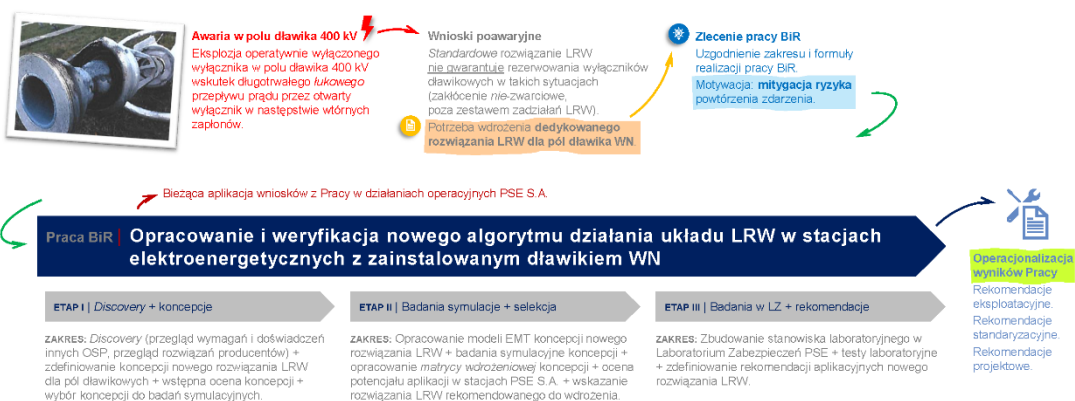 Awaria w polu dławika 400 kV
Eksplozja operatywnie wyłączonego
wyłącznika w polu dławika 400 kV
wskutek długotrwałego łukowego
przepływu prądu przez otwarty
wyłącznik w następstwie wtórnych
zapłonów.
Wnioski poawaryjne
Standardowe rozwiązanie LRW
nie gwarantuje rezerwowania wyłączników
dławikowych w takich sytuacjach
(zakłócenie nie-zwarciowe,
poza zestawem zadziałań LRW).
Potrzeba wdrożenia dedykowanego
rozwiązania LRW dla pól dławika WN.
Zlecenie pracy BiR
Uzgodnienie zakresu i formuły
realizacji pracy BiR.
Motywacja: mitygacja ryzyka
powtórzenia zdarzenia.
Bieżąca aplikacja wniosków z Pracy w działaniach operacyjnych PSE S.A.
Praca BiR | Opracowanie i weryfikacja nowego algorytmu działania układu LRW w stacjach
elektroenergetycznych z zainstalowanym dławikiem WN
ETAP I | Discovery + koncepcje
ZAKRES: Discovery (przegląd wymagań i doświadczeń
innych OSP, przegląd rozwiązań producentów) +
zdefiniowanie koncepcji nowego rozwiązania LRW
dla pól dławikowych + wstępna ocena koncepcji +
wybór koncepcji do badań symulacyjnych.
ETAP II | Badania symulacje + selekcja
ZAKRES: Opracowanie modeli EMT koncepcji nowego
rozwiązania LRW + badania symulacyjne koncepcji +
opracowanie matrycy wdrożeniowej koncepcji + ocena
potencjału aplikacji w stacjach PSE S.A. + wskazanie
rozwiązania LRW rekomendowanego do wdrożenia.
ETAP III | Badania w LZ + rekomendacje
ZAKRES: Zbudowanie stanowiska laboratoryjnego w
Laboratorium Zabezpieczeń PSE + testy laboratoryjne
+ zdefiniowanie rekomendacji aplikacyjnych nowego
rozwiązania LRW.
Operacjonalizacja
wyników Pracy
Rekomendacje
eksploatacyjne.
Rekomendacje
standaryzacyjne.
Rekomendacje
projektowe.